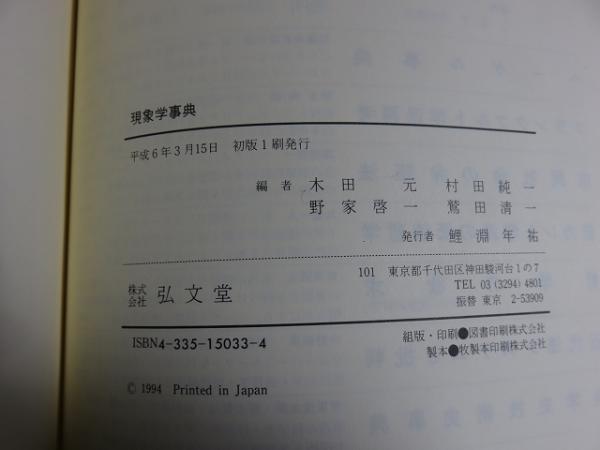 現象学事典
平成6年3月15日 初版1刷発行
編者 木田 元 村田純一
野家啓一 鷲田清一
発行者 鯉淵年祐
株式会社 弘文堂
101 東京都千代田区神田駿河台1の7
TEL 03(3294)4801
振替 東京 2-53909
ISBN4-335-15033-4
組版・印刷●図書印刷株式会社
製本●牧製本印刷株式会社
© 1994 Printed in Japan